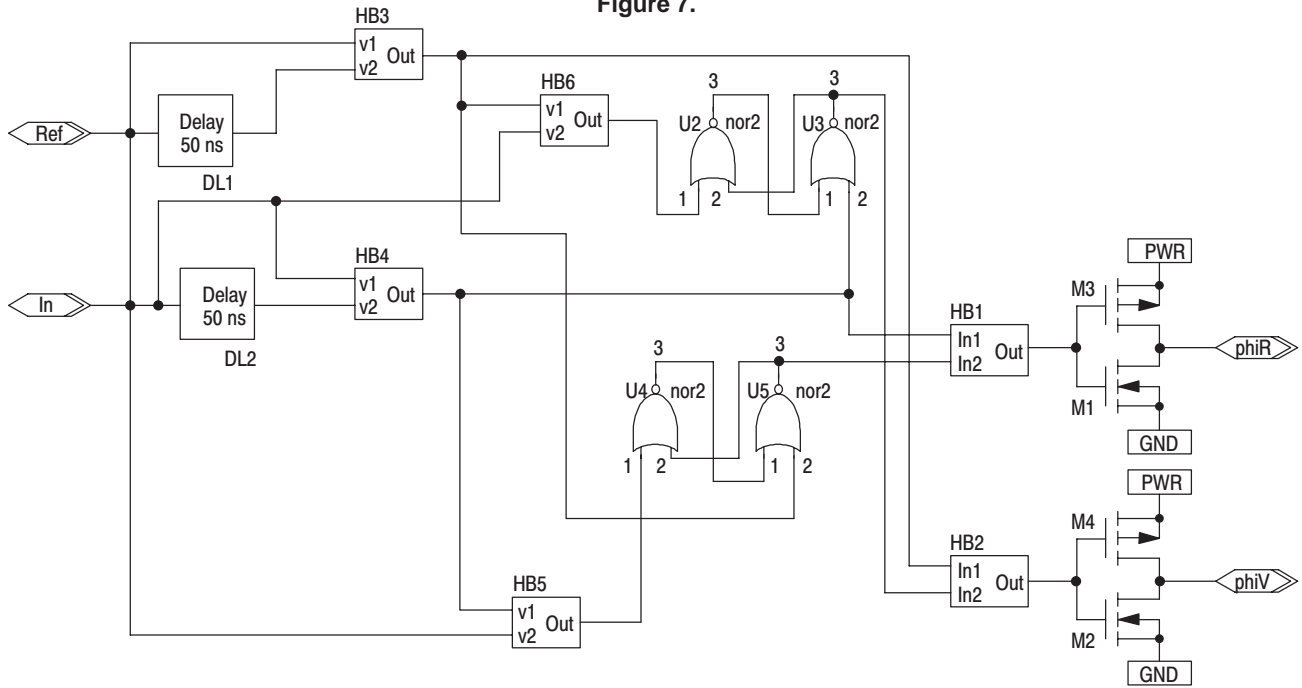 Figure 7.
HB3
v1
v2
Out
Ref
Delay
50 ns
DL1
HB6
v1
v2
Out
3
U2
nor2
1
2
3
U3
nor2
1
2
In
Delay
50 ns
DL2
HB4
v1
v2
Out
3
U4
nor2
1
2
3
U5
nor2
1
2
HB5
v1
v2
Out
HB1
In1
In2
Out
PWR
M3
M1
GND
phiR
HB2
In1
In2
Out
PWR
M4
M2
GND
phiV